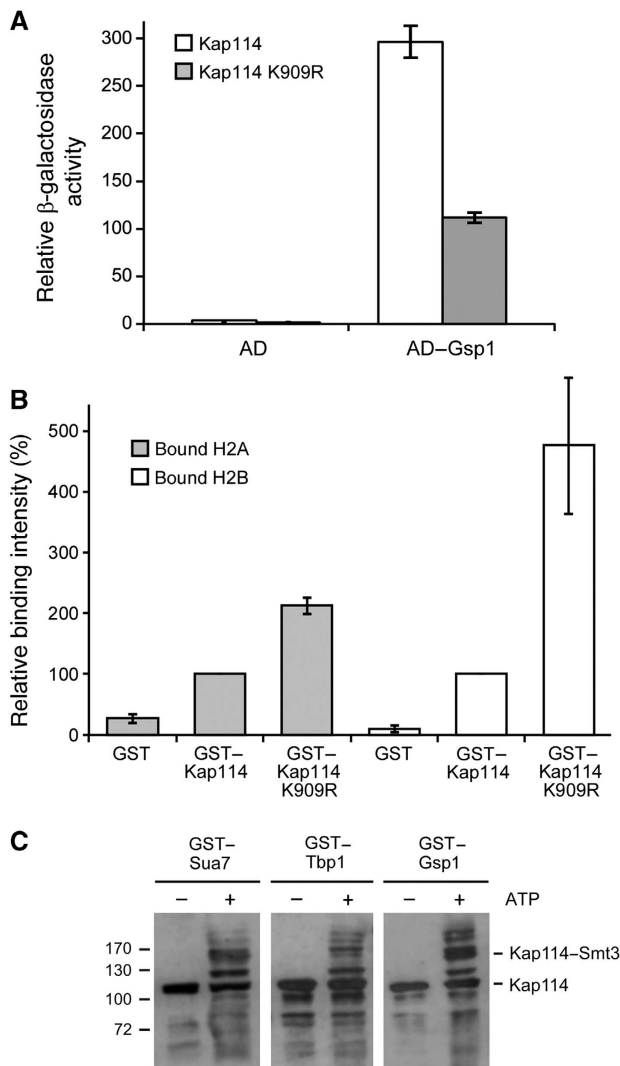 A
Relative β-galactosidase
activity
300
250
200
150
100
50
0
Kap114
Kap114 K909R
AD
AD–Gsp1
B
Relative binding intensity (%)
500
400
300
200
100
0
Bound H2A
Bound H2B
GST
GST–
Kap114
GST–
Kap114
K909R
GST
GST–
Kap114
GST–
Kap114
K909R
C
GST–
Sua7
GST–
Tbp1
GST–
Gsp1
– + – + – + ATP
170
130
100
72
Kap114–Smt3
Kap114